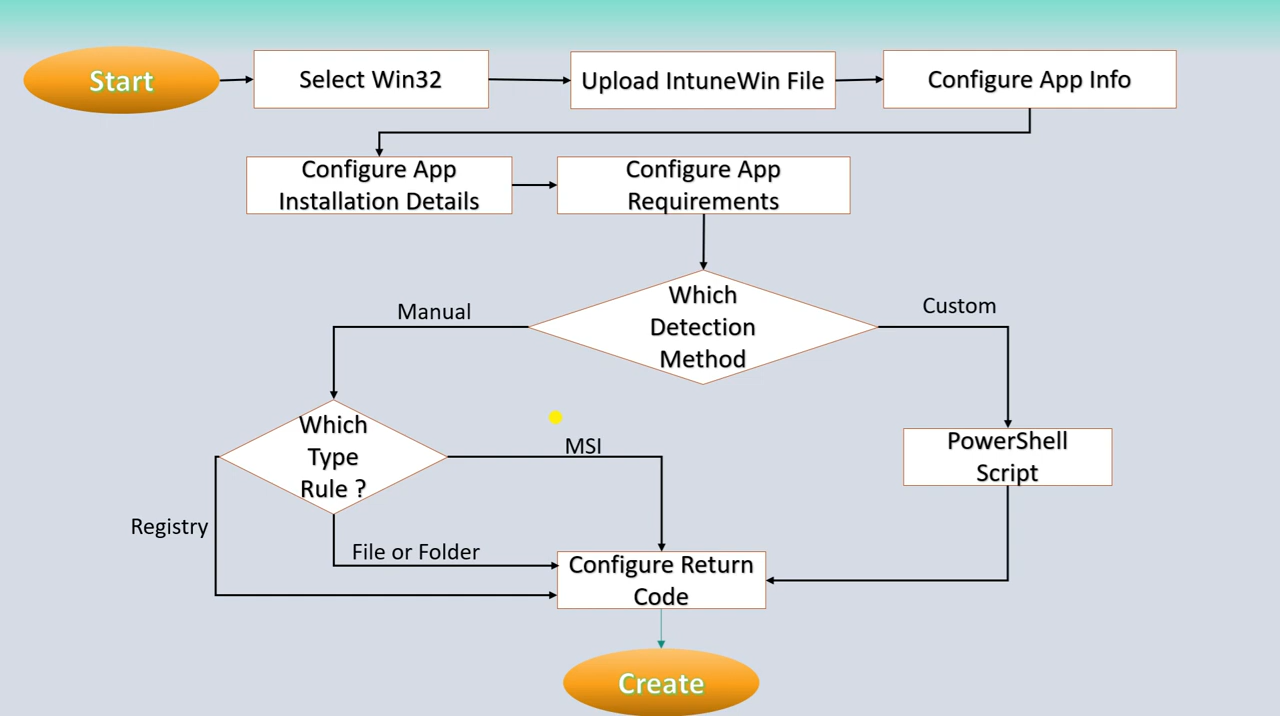 Start
Select Win32
Upload IntuneWin File
Configure App Info
Configure App
Installation Details
Configure App
Requirements
Which
Detection
Method
Manual
Custom
Which
Type
Rule ?
MSI
PowerShell
Script
Registry
File or Folder
Configure Return
Code
Create